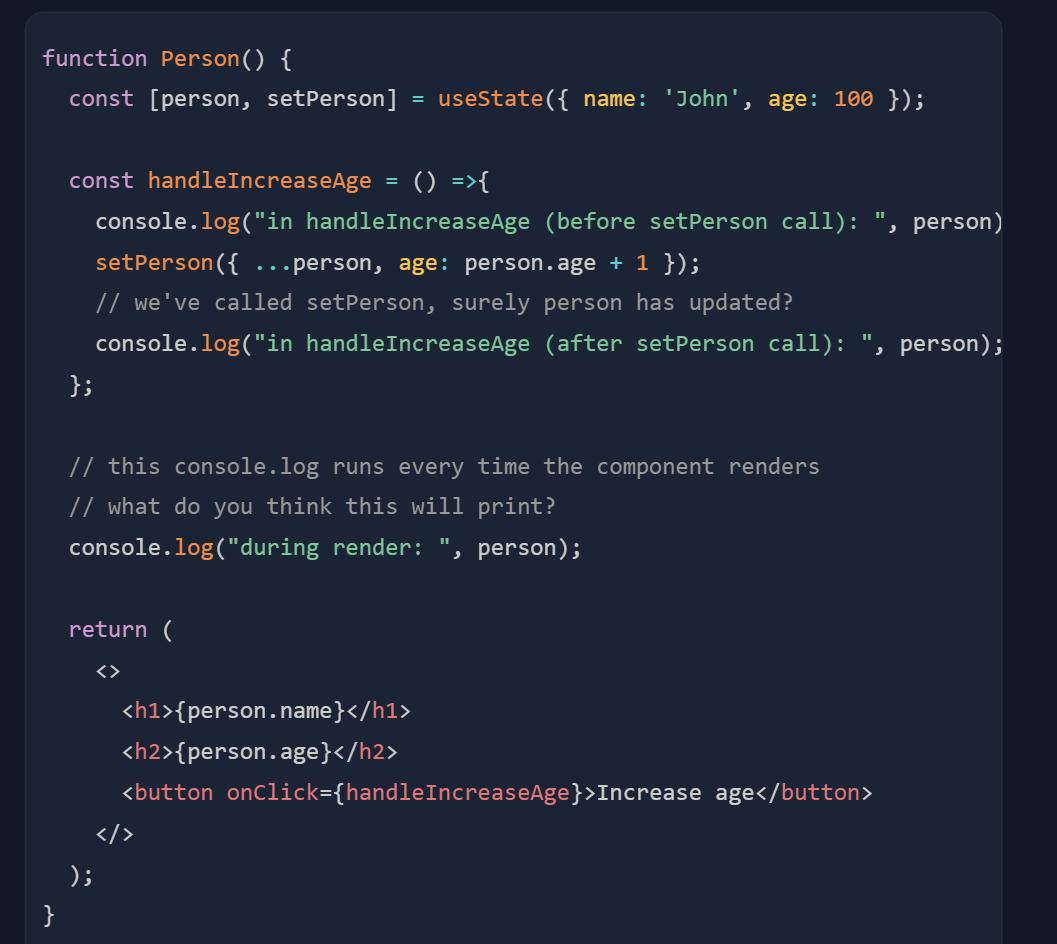 function Person() {
  const [person, setPerson] = useState({ name: 'John', age: 100 });
  const handleIncreaseAge = () =>{
    console.log("in handleIncreaseAge (before setPerson call): ", person)
    setPerson({ ...person, age: person.age + 1 });
    // we've called setPerson, surely person has updated?
    console.log("in handleIncreaseAge (after setPerson call): ", person);
  };
  // this console.log runs every time the component renders
  // what do you think this will print?
  console.log("during render: ", person);
  return (
    <>
      <h1>{person.name}</h1>
      <h2>{person.age}</h2>
      <button onClick={handleIncreaseAge}>Increase age</button>
    </>
  );
}